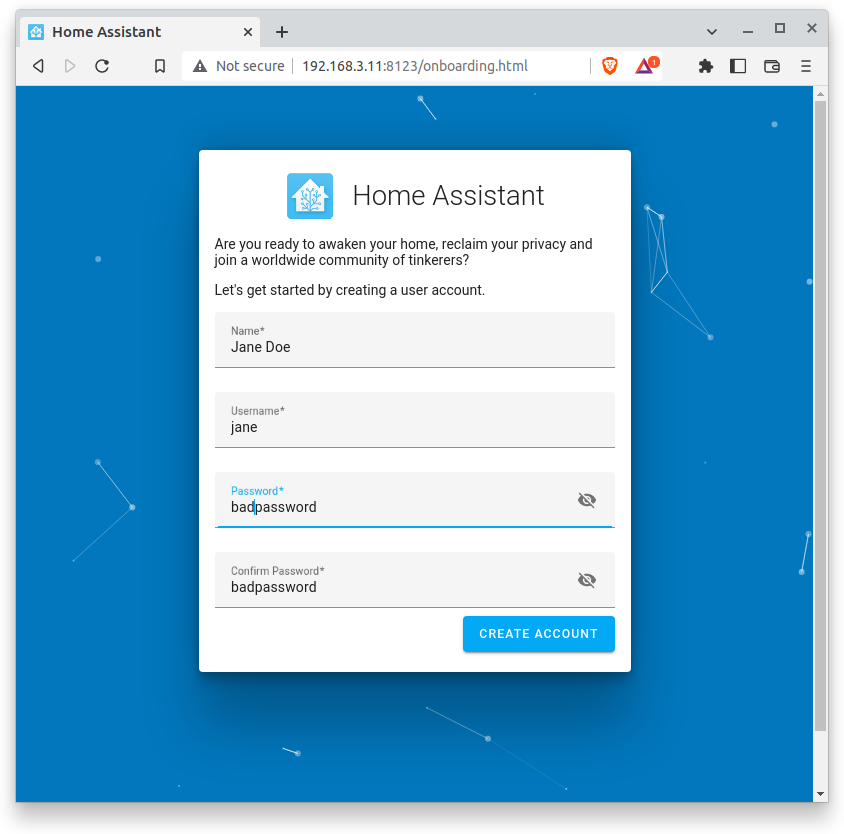 Home Assistant
Not secure 192.168.3.11:8123/onboarding.html 1
Home Assistant
Are you ready to awaken your home, reclaim your privacy and
join a worldwide community of tinkerers?
Let's get started by creating a user account.
Name*
Jane Doe
Username*
jane
Password*
badpassword
Confirm Password*
badpassword
CREATE ACCOUNT